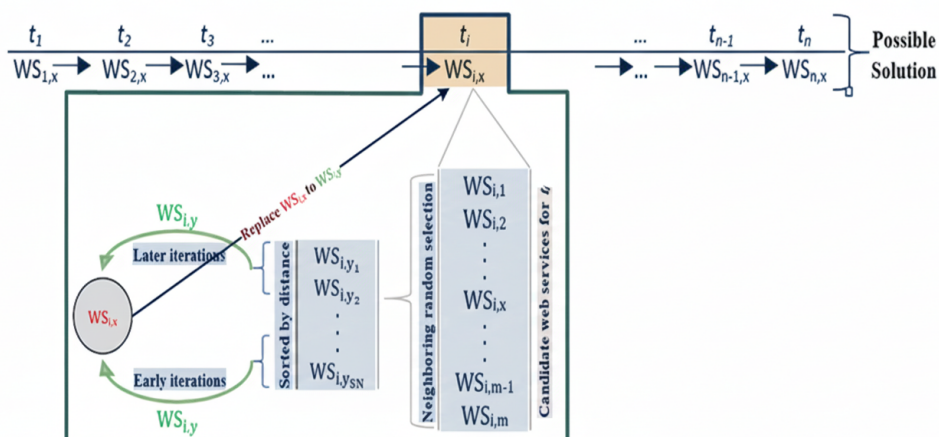 t1 t2 t3 ... ti ... tn-1 tn
WS1,x WS2,x WS3,x ... WSi,x ... WSn-1,x WSn,x
Possible
Solution
Replace WSi,x to WSi,y
WSi,y
Later iterations
WSi,x
Early iterations
WSi,y
Sorted by distance
WSi,y1
WSi,y2
.
.
WSi,ySN
Neighboring random selection
WSi,1
WSi,2
.
.
.
WSi,x
.
.
.
WSi,m-1
WSi,m
Candidate web services for ti